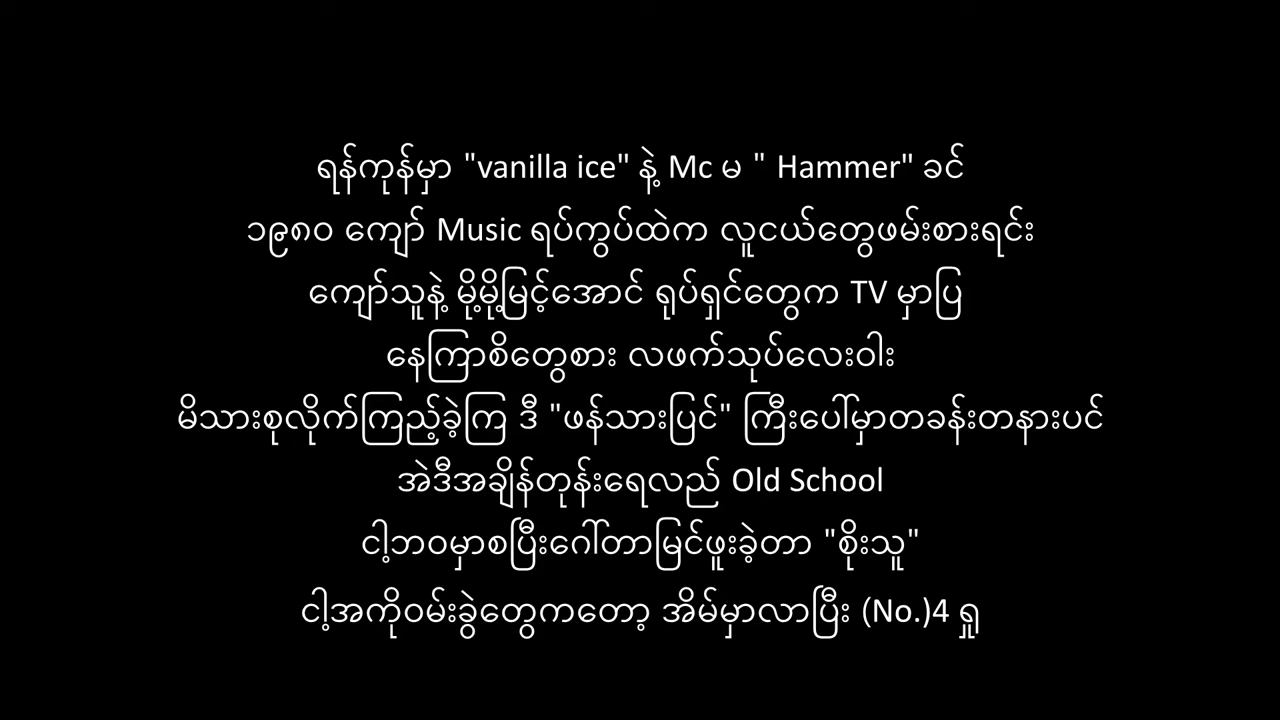 ရန်ကုန်မှာ "vanilla ice" နဲ့ Mc မ " Hammer" ခင်
၁၉၈၀ ကျော် Music ရပ်ကွပ်ထဲက လူငယ်တွေဖမ်းစားရင်း
ကျော်သူနဲ့ မို့မို့မြင့်အောင် ရုပ်ရှင်တွေက TV မှာပြ
နေကြာစိတွေစား လဖက်သုပ်လေးဝါး
မိသားစုလိုက်ကြည့်ခဲ့ကြ ဒီ "ဖန်သားပြင်" ကြီးပေါ်မှာတခန်းတနားပင်
အဲဒီအချိန်တုန်းရေလည် Old School
ငါ့ဘဝမှာစပြီးဂေါ်တာမြင်ဖူးခဲ့တာ "စိုးသူ"
ငါ့အကိုဝမ်းခွဲတွေကတော့ အိမ်မှာလာပြီး (No.)4 ရှူ